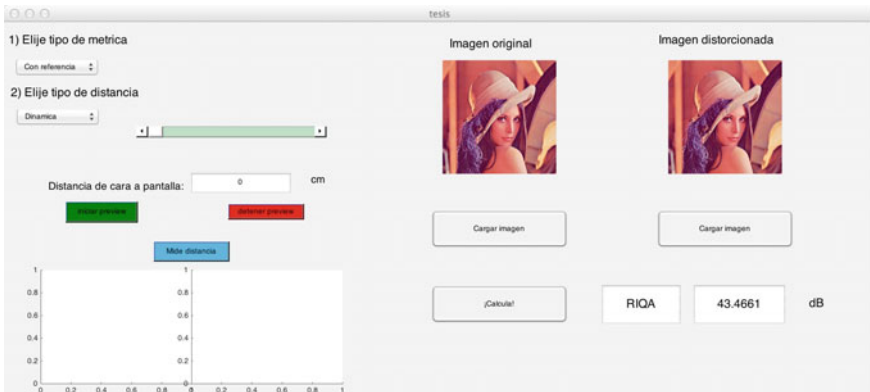 tesis
1) Elije tipo de metrica
Con referencia
2) Elije tipo de distancia
Dinamica
Distancia de cara a pantalla: 0 cm
iniciar preview
detener preview
Mide distancia
1
0.8
0.6
0.4
0.2
0
0 0.2 0.4 0.6 0.8
1
0.8
0.6
0.4
0.2
0
0 0.2 0.4 0.6 0.8 1
Imagen original
Imagen distorcionada
Cargar imagen
Cargar imagen
¡Calcula!
RIQA
43.4661
dB